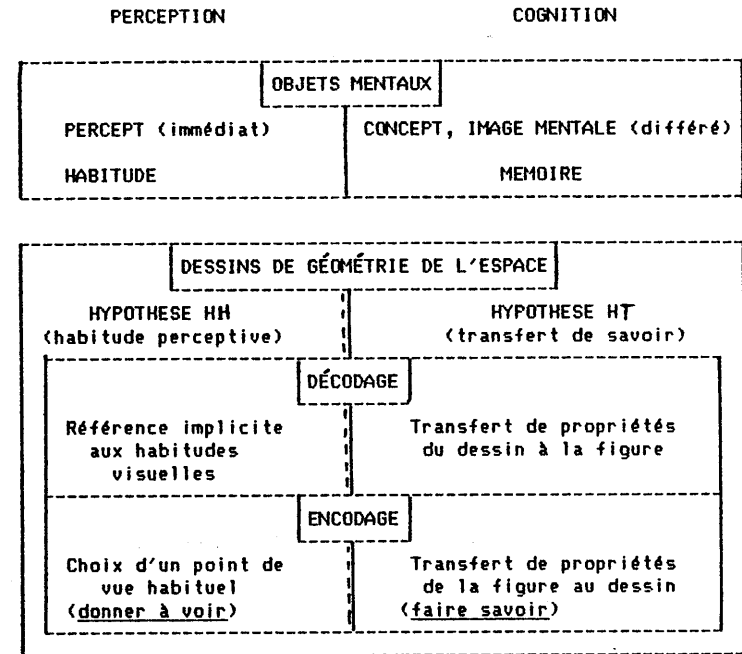 PERCEPTION COGNITION
OBJETS MENTAUX
PERCEPT (immédiat) CONCEPT, IMAGE MENTALE (différé)
HABITUDE MEMOIRE
DESSINS DE GÉOMÉTRIE DE L'ESPACE
HYPOTHESE HH HYPOTHESE HT
(habitude perceptive) (transfert de savoir)
DÉCODAGE
Référence implicite Transfert de propriétés
aux habitudes du dessin à la figure
visuelles
ENCODAGE
Choix d'un point de Transfert de propriétés
vue habituel de la figure au dessin
(donner à voir) (faire savoir)